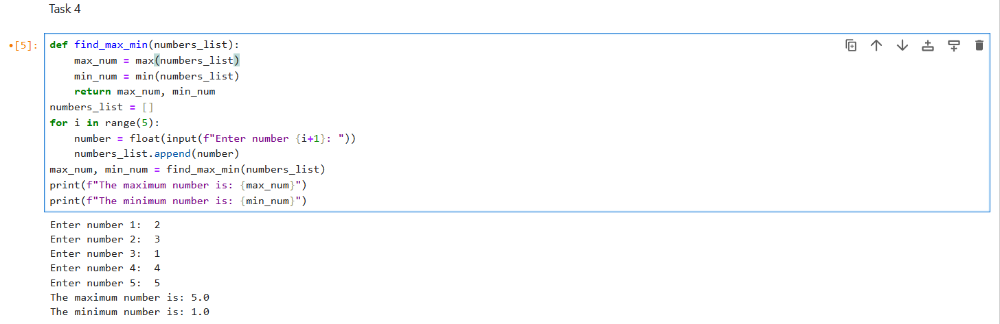 Task 4
•[5]:
def find_max_min(numbers_list):
    max_num = max(numbers_list)
    min_num = min(numbers_list)
    return max_num, min_num
numbers_list = []
for i in range(5):
    number = float(input(f"Enter number {i+1}: "))
    numbers_list.append(number)
max_num, min_num = find_max_min(numbers_list)
print(f"The maximum number is: {max_num}")
print(f"The minimum number is: {min_num}")
Enter number 1:  2
Enter number 2:  3
Enter number 3:  1
Enter number 4:  4
Enter number 5:  5
The maximum number is: 5.0
The minimum number is: 1.0